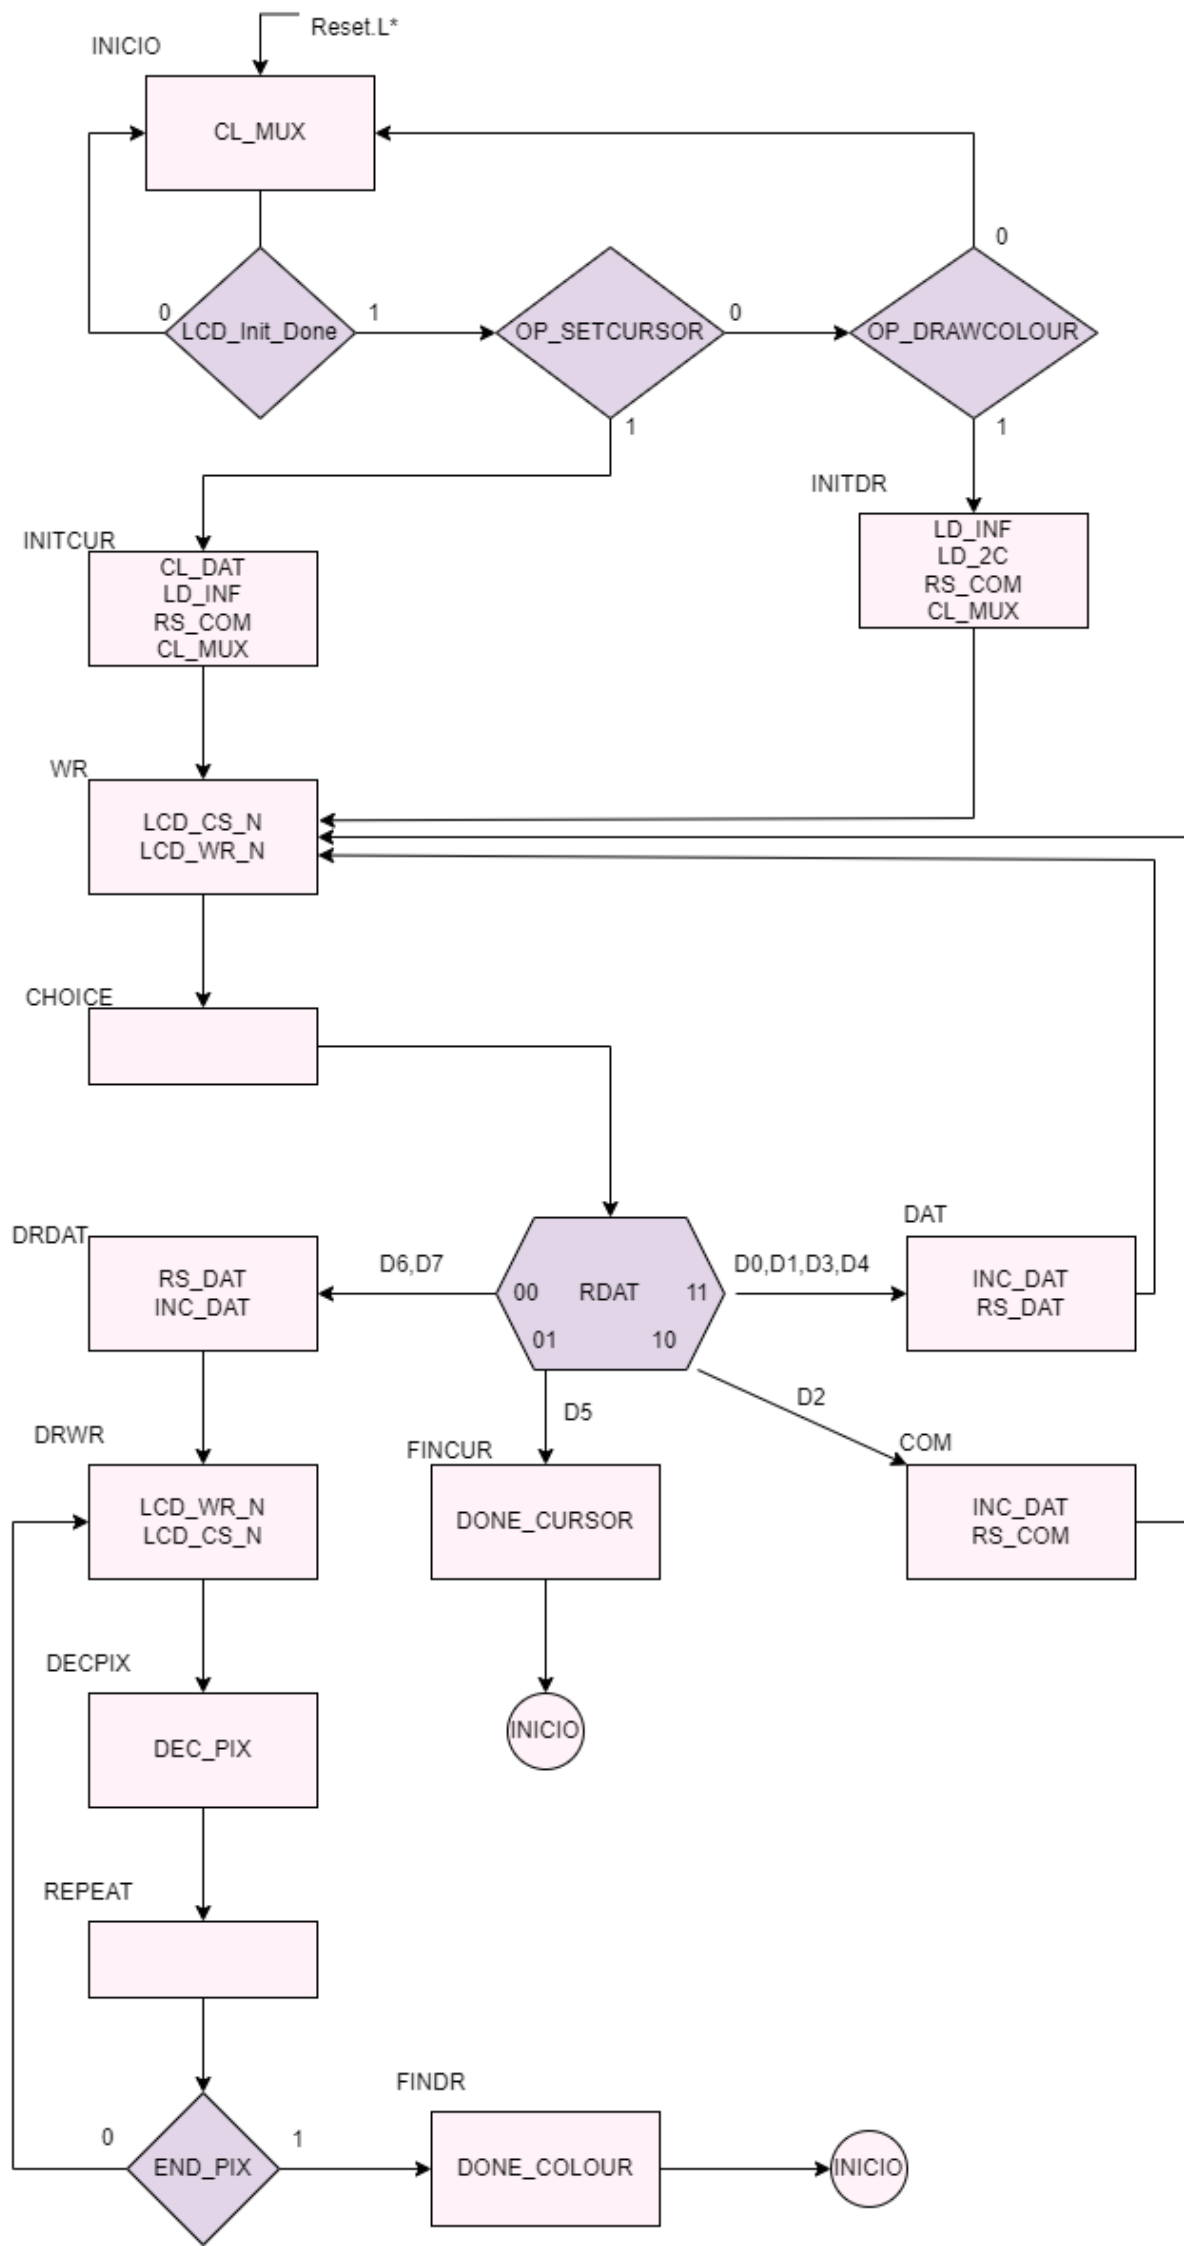 Reset.L*
INICIO
CL_MUX
0
LCD_Init_Done
1
OP_SETCURSOR
0
1
OP_DRAWCOLOUR
0
1
INITDR
LD_INF
LD_2C
RS_COM
CL_MUX
INITCUR
CL_DAT
LD_INF
RS_COM
CL_MUX
WR
LCD_CS_N
LCD_WR_N
CHOICE
DRDAT
RS_DAT
INC_DAT
D6,D7
00
RDAT
11
01
10
D0,D1,D3,D4
DAT
INC_DAT
RS_DAT
D5
D2
DRWR
LCD_WR_N
LCD_CS_N
FINCUR
DONE_CURSOR
COM
INC_DAT
RS_COM
DECPIX
DEC_PIX
INICIO
REPEAT
0
END_PIX
1
FINDR
DONE_COLOUR
INICIO